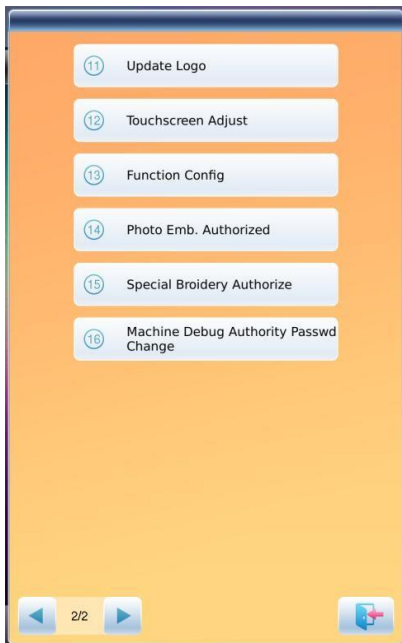 11 Update Logo
12 Touchscreen Adjust
13 Function Config
14 Photo Emb. Authorized
15 Special Broidery Authorize
16 Machine Debug Authority Passwd
Change
2/2